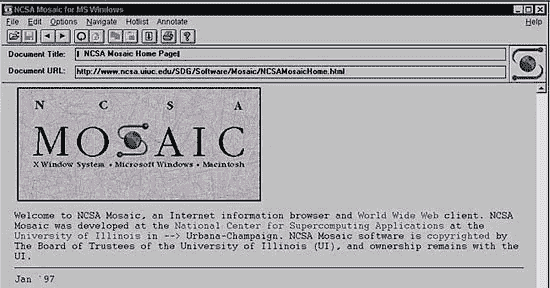 NCSA Mosaic for MS Windows
File Edit Options Navigate Hotlist Annotate Help
Document Title: NCSA Mosaic Home Page
Document URL: http://www.ncsa.uiuc.edu/SDG/Software/Mosaic/NCSAMosaicHome.html
N C S A
MOSAIC
X Window System • Microsoft Windows • Macintosh
Welcome to NCSA Mosaic, an Internet information browser and World Wide Web client. NCSA
Mosaic was developed at the National Center for Supercomputing Applications at the
University of Illinois in --> Urbana-Champaign. NCSA Mosaic software is copyrighted by
The Board of Trustees of the University of Illinois (UI), and ownership remains with the
UI.
Jan '97